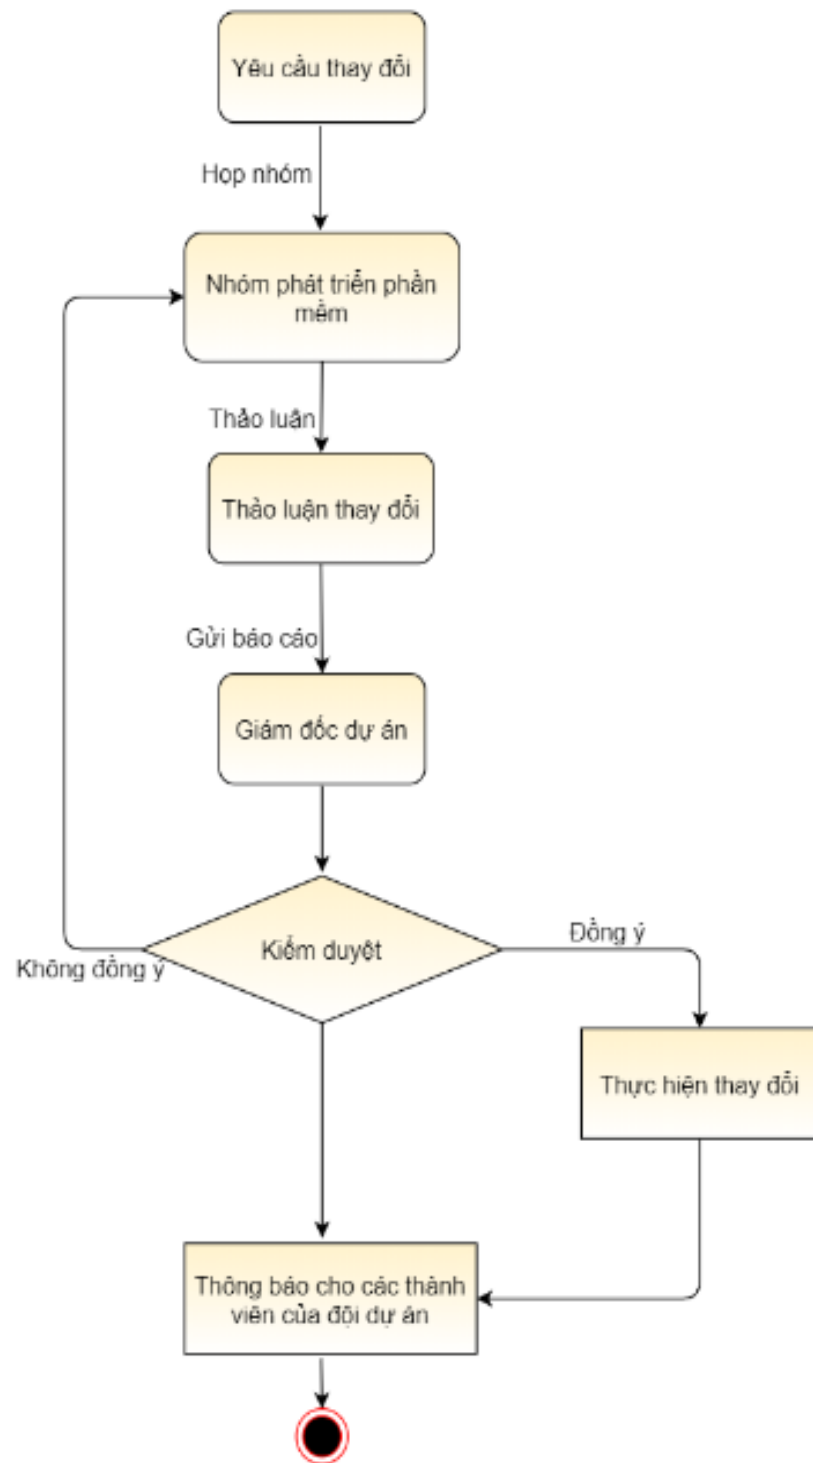 Yêu cầu thay đổi
Họp nhóm
Nhóm phát triển phần
mềm
Thảo luận
Thảo luận thay đổi
Gửi báo cáo
Giám đốc dự án
Kiểm duyệt
Đồng ý
Không đồng ý
Thực hiện thay đổi
Thông báo cho các thành
viên của đội dự án